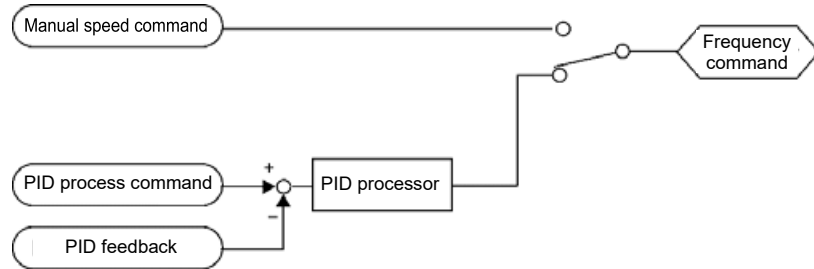 Manual speed command
Frequency
command
+
PID process command
PID processor
−
PID feedback